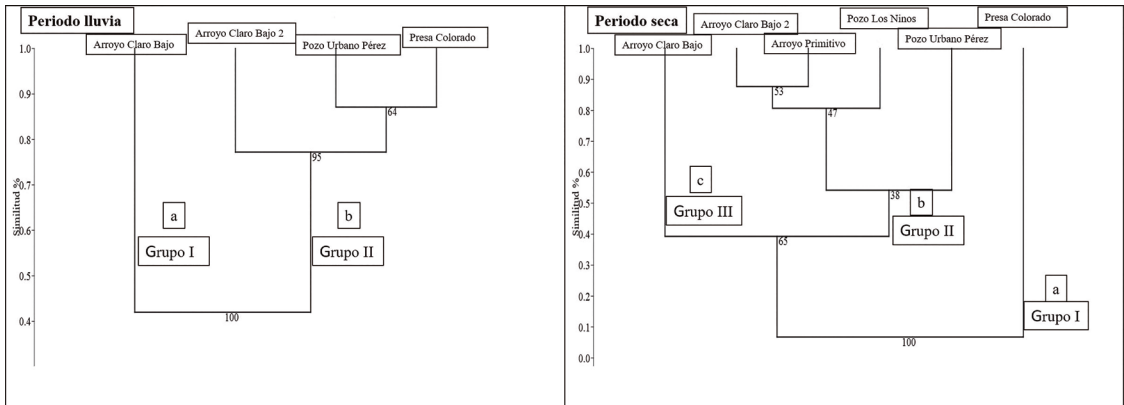 Periodo lluvia
Arroyo Claro Bajo
Arroyo Claro Bajo 2
Pozo Urbano Pérez
Presa Colorado
1.0
0.9
0.8
0.7
0.6
0.5
0.4
Similitud %
64
95
100
a
Grupo I
b
Grupo II
Periodo seca
Arroyo Claro Bajo
Arroyo Claro Bajo 2
Arroyo Primitivo
Pozo Los Ninos
Pozo Urbano Pérez
Presa Colorado
1.0
0.9
0.8
0.7
0.6
0.5
0.4
0.3
0.2
0.1
0.0
Similitud %
53
47
38
65
100
c
Grupo III
b
Grupo II
a
Grupo I